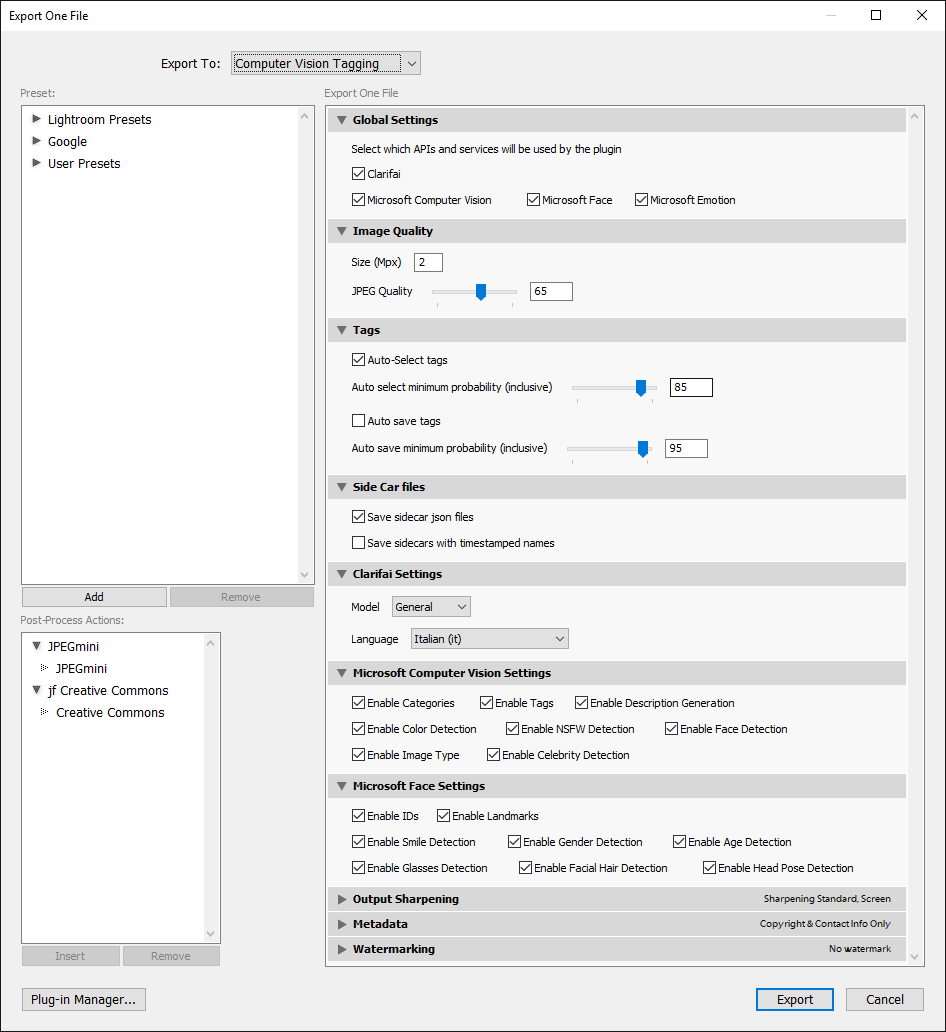 Export One File
Export To: Computer Vision Tagging
Preset:
Lightroom Presets
Google
User Presets
Add Remove
Post-Process Actions:
JPEGmini
JPEGmini
jf Creative Commons
Creative Commons
Insert Remove
Plug-in Manager...
Export One File
Global Settings
Select which APIs and services will be used by the plugin
Clarifai
Microsoft Computer Vision Microsoft Face Microsoft Emotion
Image Quality
Size (Mpx) 2
JPEG Quality 65
Tags
Auto-Select tags
Auto select minimum probability (inclusive) 85
Auto save tags
Auto save minimum probability (inclusive) 95
Side Car files
Save sidecar json files
Save sidecars with timestamped names
Clarifai Settings
Model General
Language Italian (it)
Microsoft Computer Vision Settings
Enable Categories Enable Tags Enable Description Generation
Enable Color Detection Enable NSFW Detection Enable Face Detection
Enable Image Type Enable Celebrity Detection
Microsoft Face Settings
Enable IDs Enable Landmarks
Enable Smile Detection Enable Gender Detection Enable Age Detection
Enable Glasses Detection Enable Facial Hair Detection Enable Head Pose Detection
Output Sharpening Sharpening Standard, Screen
Metadata Copyright & Contact Info Only
Watermarking No watermark
Export Cancel